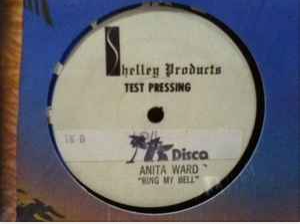 Shelley Products
TEST PRESSING
Disco
ANITA WARD
"RING MY BELL"